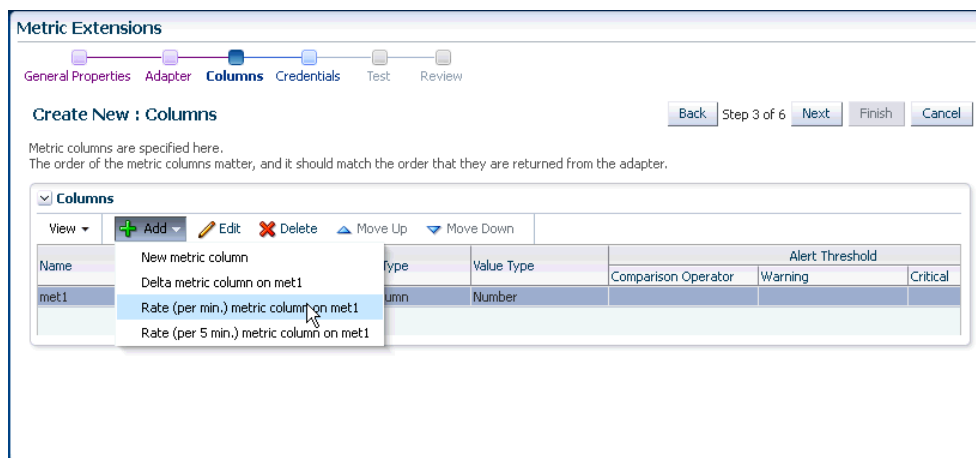 Metric Extensions
General Properties Adapter Columns Credentials Test Review
Create New : Columns
Back Step 3 of 6 Next Finish Cancel
Metric columns are specified here.
The order of the metric columns matter, and it should match the order that they are returned from the adapter.
Columns
View Add Edit Delete Move Up Move Down
New metric column
Delta metric column on met1
Rate (per min.) metric column on met1
Rate (per 5 min.) metric column on met1
Name Type Value Type Alert Threshold
Comparison Operator Warning Critical
met1 Number